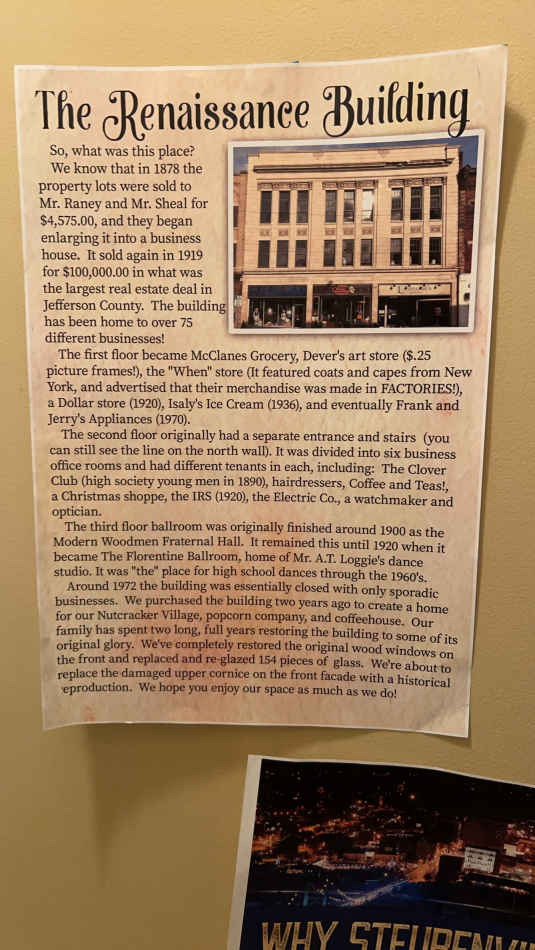 The Renaissance Building
So, what was this place?
We know that in 1878 the
property lots were sold to
Mr. Raney and Mr. Sheal for
$4,575.00, and they began
enlarging it into a business
house. It sold again in 1919
for $100,000.00 in what was
the largest real estate deal in
Jefferson County. The building
has been home to over 75
different businesses!
The first floor became McClanes Grocery, Dever's art store ($.25
picture frames!), the "When" store (It featured coats and capes from New
York, and advertised that their merchandise was made in FACTORIES!),
a Dollar store (1920), Isaly's Ice Cream (1936), and eventually Frank and
Jerry's Appliances (1970).
The second floor originally had a separate entrance and stairs (you
can still see the line on the north wall). It was divided into six business
office rooms and had different tenants in each, including: The Clover
Club (high society young men in 1890), hairdressers, Coffee and Teas!,
a Christmas shoppe, the IRS (1920), the Electric Co., a watchmaker and
optician.
The third floor ballroom was originally finished around 1900 as the
Modern Woodmen Fraternal Hall. It remained this until 1920 when it
became The Florentine Ballroom, home of Mr. A.T. Loggie's dance
studio. It was "the" place for high school dances through the 1960's.
Around 1972 the building was essentially closed with only sporadic
businesses. We purchased the building two years ago to create a home
for our Nutcracker Village, popcorn company, and coffeehouse. Our
family has spent two long, full years restoring the building to some of its
original glory. We've completely restored the original wood windows on
the front and replaced and re-glazed 154 pieces of glass. We're about to
replace the damaged upper cornice on the front facade with a historical
reproduction. We hope you enjoy our space as much as we do!
WHY STEUBENVI